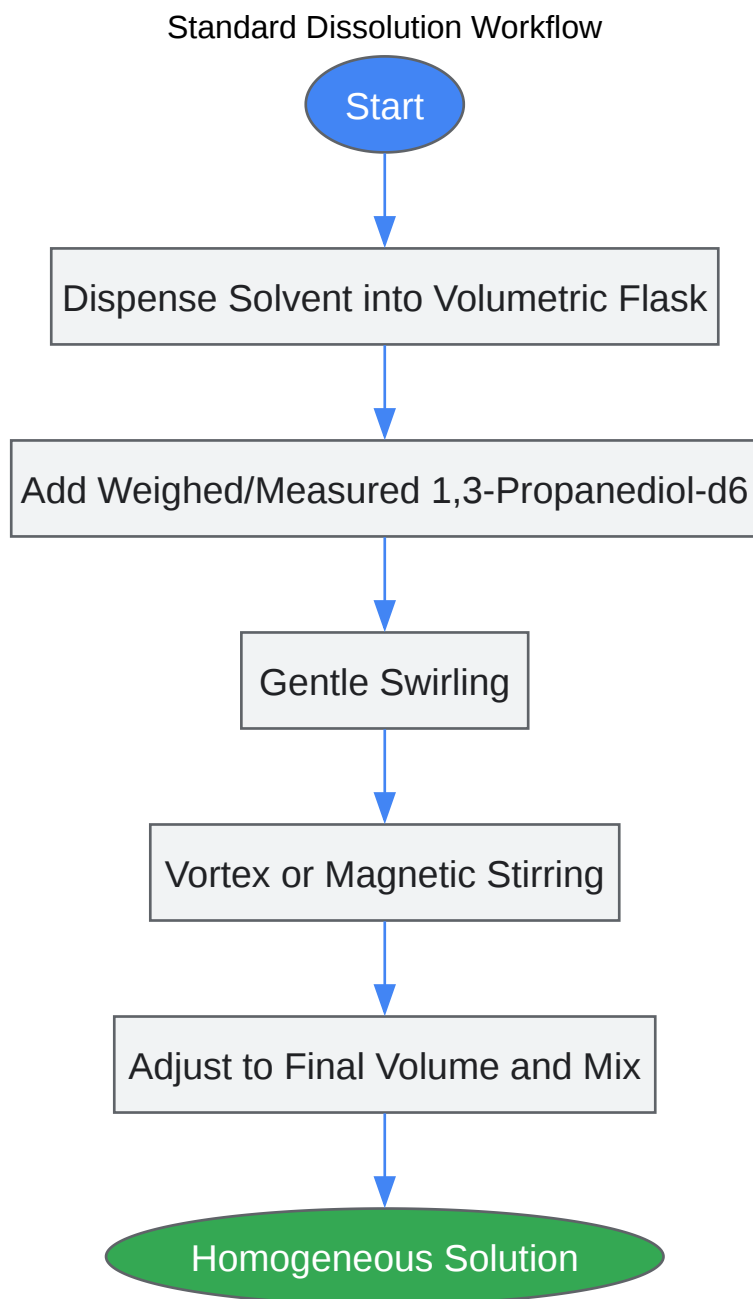 Standard Dissolution Workflow
Start
Dispense Solvent into Volumetric Flask
Add Weighed/Measured 1,3-Propanediol-d6
Gentle Swirling
Vortex or Magnetic Stirring
Adjust to Final Volume and Mix
Homogeneous Solution